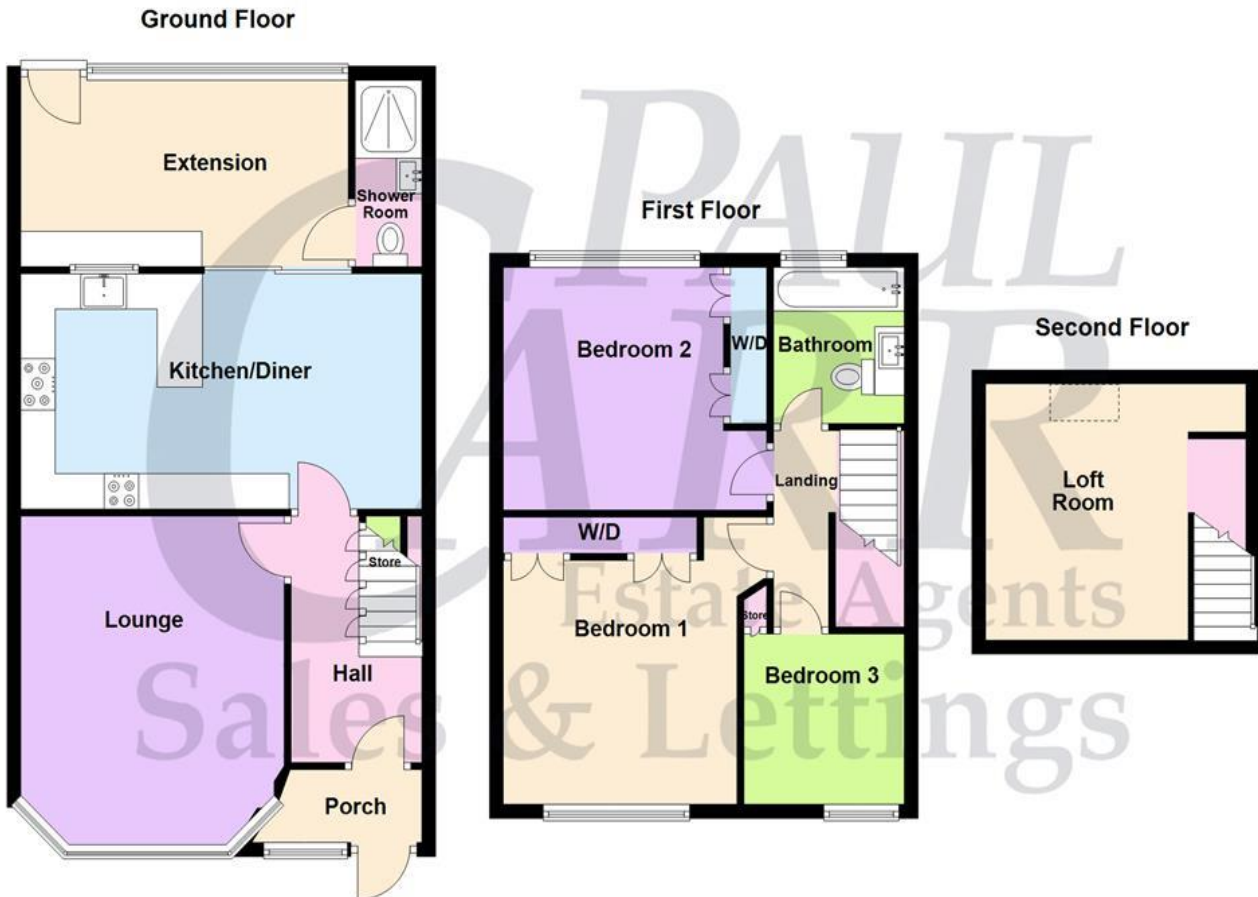 Ground Floor
Extension
Shower
Room
Kitchen/Diner
Lounge
Store
Hall
Porch
First Floor
Bedroom 2
W/D
Bathroom
Landing
W/D
Bedroom 1
Store
Bedroom 3
Second Floor
Loft
Room
PAUL
CARR
Estate Agents
Sales & Lettings